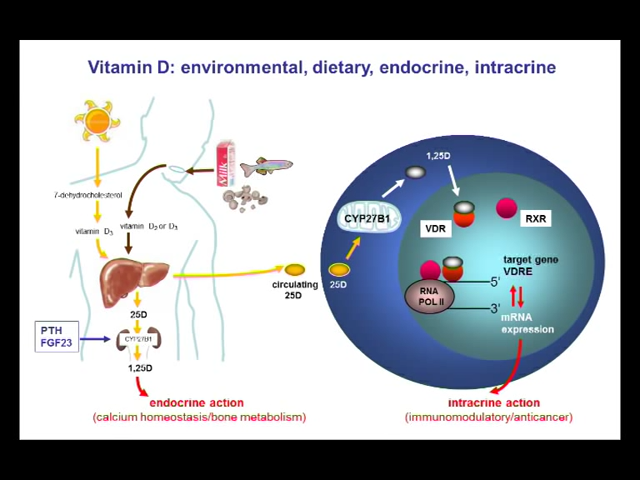 Vitamin D: environmental, dietary, endocrine, intracrine
Milk
7-dehydrocholesterol
vitamin D3
vitamin D2 or D3
25D
CYP27B1
PTH
FGF23
1,25D
endocrine action
(calcium homeostasis/bone metabolism)
circulating
25D
25D
CYP27B1
1,25D
VDR
RXR
target gene
VDRE
RNA
POL II
5'
3'
mRNA
expression
intracrine action
(immunomodulatory/anticancer)